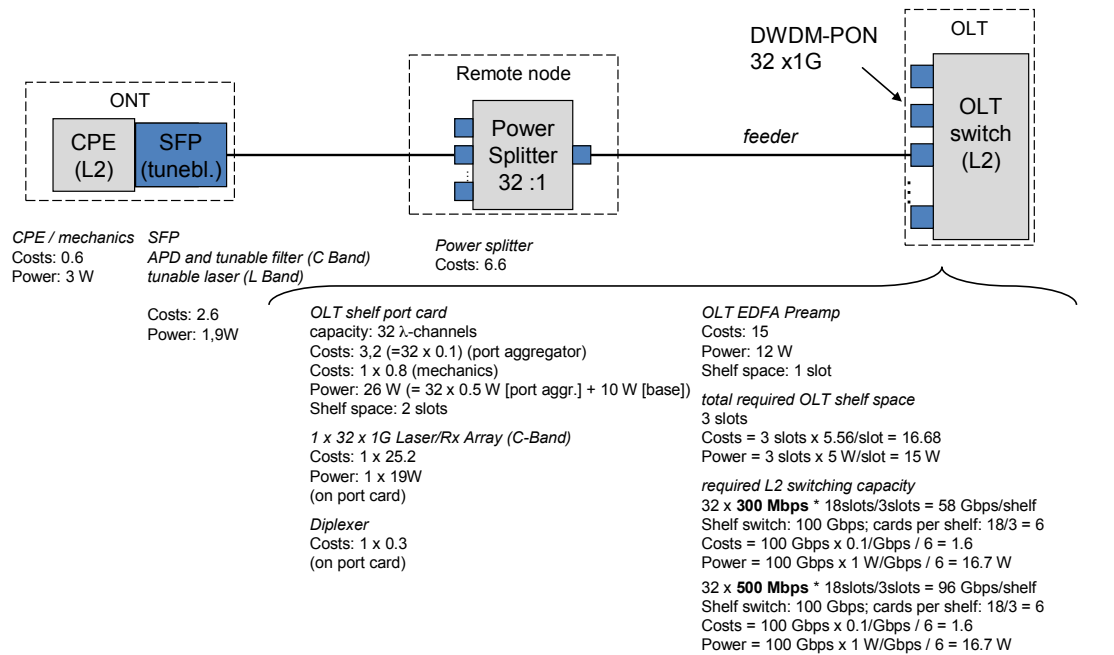 DWDM-PON
32 x1G
OLT
Remote node
ONT
CPE
(L2)
SFP
(tunebl.)
Power
Splitter
32 :1
feeder
OLT
switch
(L2)
CPE / mechanics
Costs: 0.6
Power: 3 W
SFP
APD and tunable filter (C Band)
tunable laser (L Band)
Costs: 2.6
Power: 1,9W
Power splitter
Costs: 6.6
OLT shelf port card
capacity: 32 λ-channels
Costs: 3,2 (=32 x 0.1) (port aggregator)
Costs: 1 x 0.8 (mechanics)
Power: 26 W (= 32 x 0.5 W [port aggr.] + 10 W [base])
Shelf space: 2 slots
1 x 32 x 1G Laser/Rx Array (C-Band)
Costs: 1 x 25.2
Power: 1 x 19W
(on port card)
Diplexer
Costs: 1 x 0.3
(on port card)
OLT EDFA Preamp
Costs: 15
Power: 12 W
Shelf space: 1 slot
total required OLT shelf space
3 slots
Costs = 3 slots x 5.56/slot = 16.68
Power = 3 slots x 5 W/slot = 15 W
required L2 switching capacity
32 x 300 Mbps * 18slots/3slots = 58 Gbps/shelf
Shelf switch: 100 Gbps; cards per shelf: 18/3 = 6
Costs = 100 Gbps x 0.1/Gbps / 6 = 1.6
Power = 100 Gbps x 1 W/Gbps / 6 = 16.7 W
32 x 500 Mbps * 18slots/3slots = 96 Gbps/shelf
Shelf switch: 100 Gbps; cards per shelf: 18/3 = 6
Costs = 100 Gbps x 0.1/Gbps / 6 = 1.6
Power = 100 Gbps x 1 W/Gbps / 6 = 16.7 W